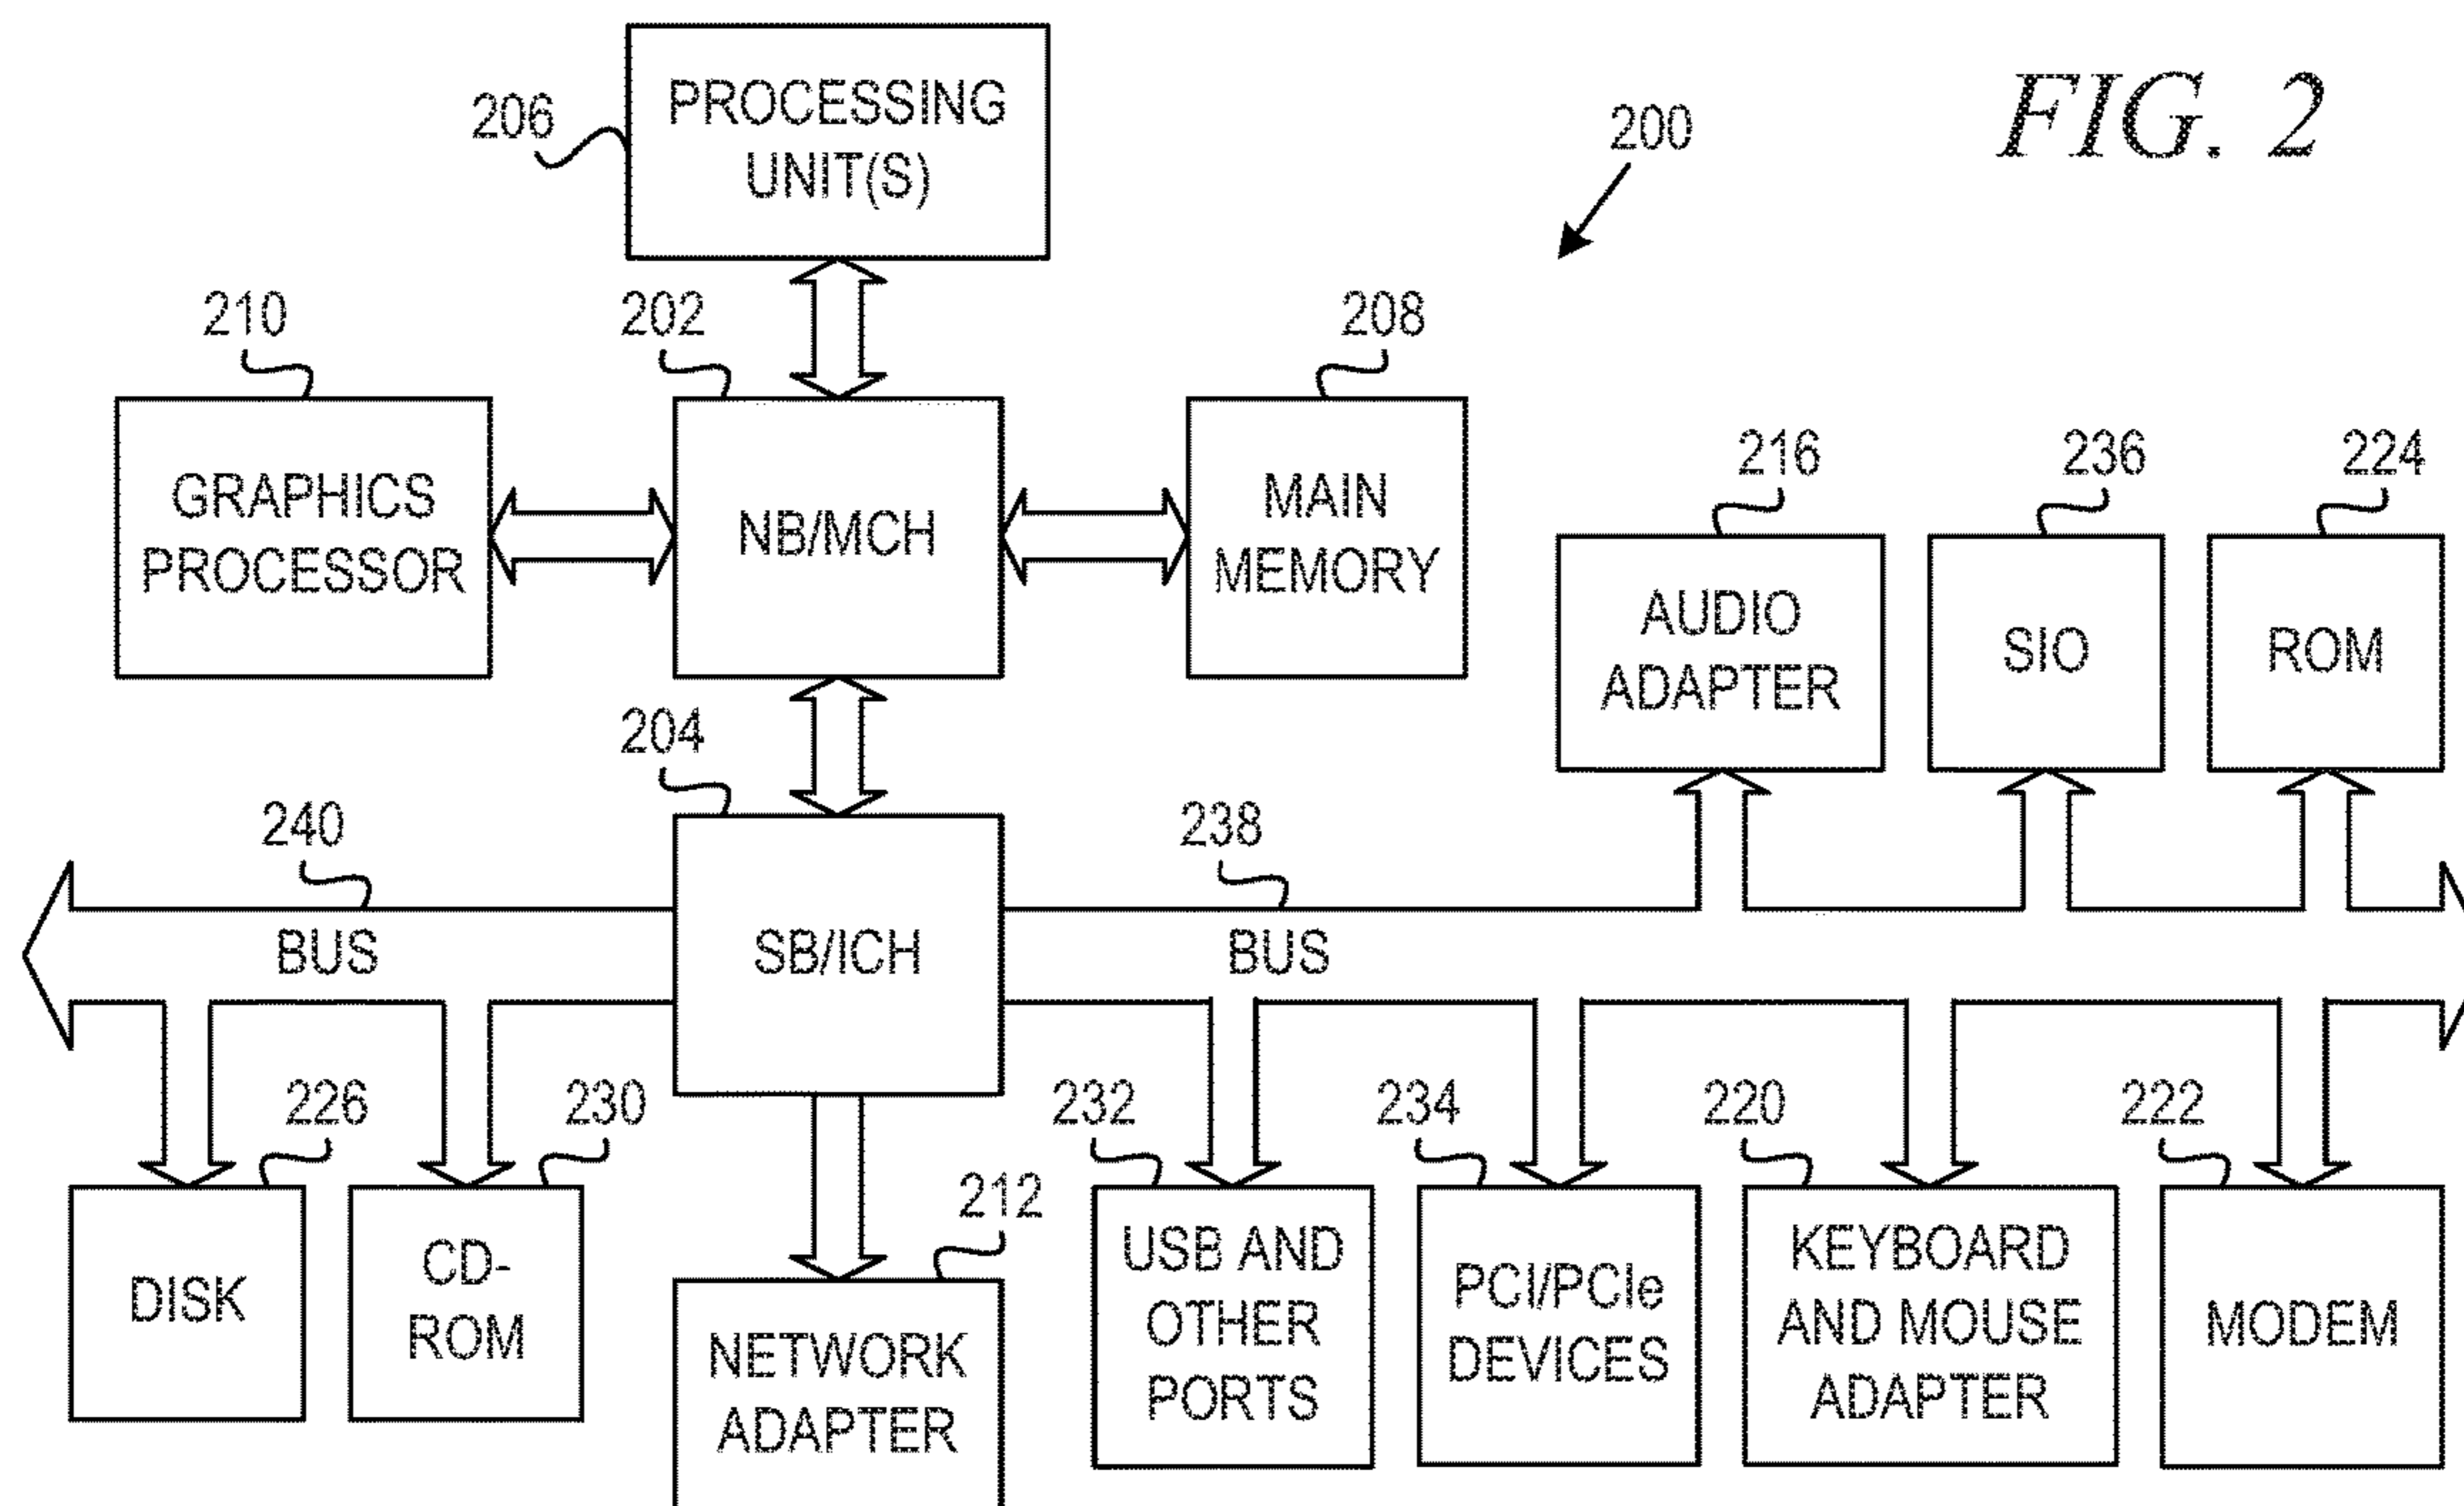 FIG. 2
200
206
PROCESSING
UNIT(S)
210
202
208
GRAPHICS
PROCESSOR
NB/MCH
MAIN
MEMORY
216
236
224
AUDIO
ADAPTER
SIO
ROM
204
240
238
BUS
SB/ICH
BUS
226
230
212
232
234
220
222
DISK
CD-
ROM
NETWORK
ADAPTER
USB AND
OTHER
PORTS
PCI/PCIe
DEVICES
KEYBOARD
AND MOUSE
ADAPTER
MODEM